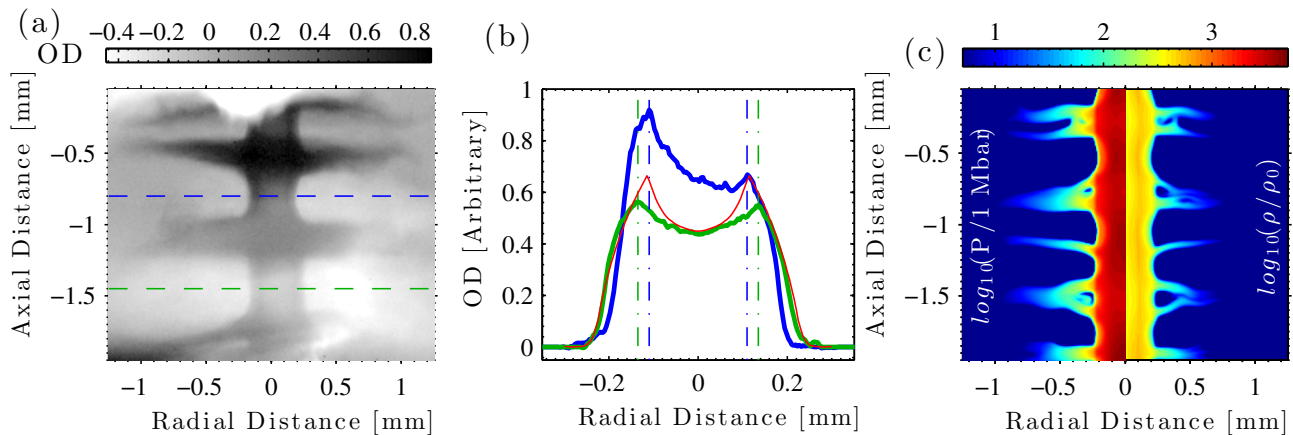 (a)
−0.4 −0.2 0 0.2 0.4 0.6 0.8
OD
Axial Distance [mm]
−0.5
−1
−1.5
−1 −0.5 0 0.5 1
Radial Distance [mm]
(b)
OD [Arbitrary]
1
0.8
0.6
0.4
0.2
0
−0.2 0 0.2
Radial Distance [mm]
(c)
1 2 3
Axial Distance [mm]
−0.5
−1
−1.5
log₁₀(P/1 Mbar)
log₁₀(ρ/ρ₀)
−1 −0.5 0 0.5 1
Radial Distance [mm]